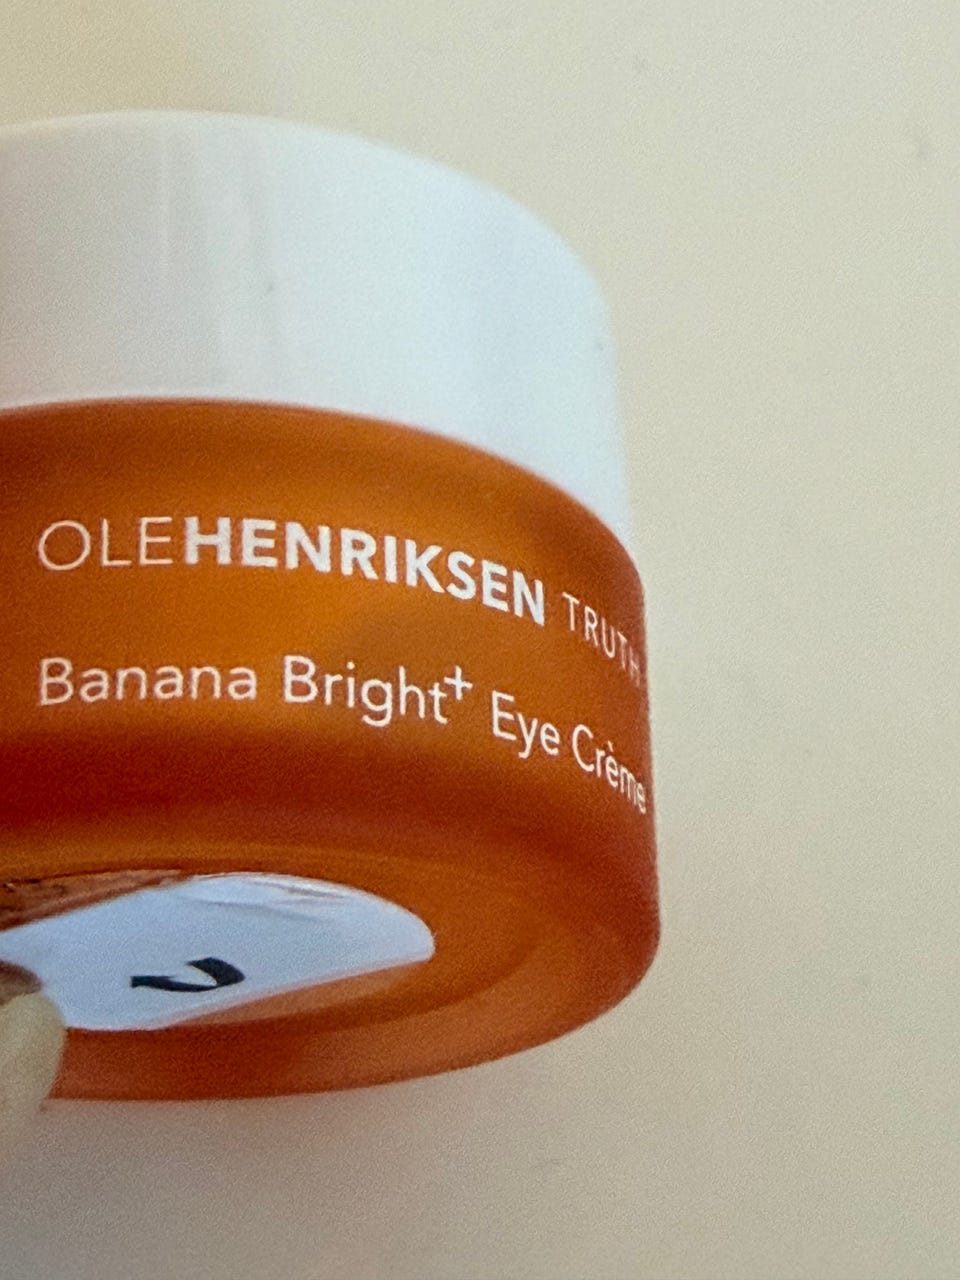 OLEHENRIKSEN TRUTH
Banana Bright⁺ Eye Crème